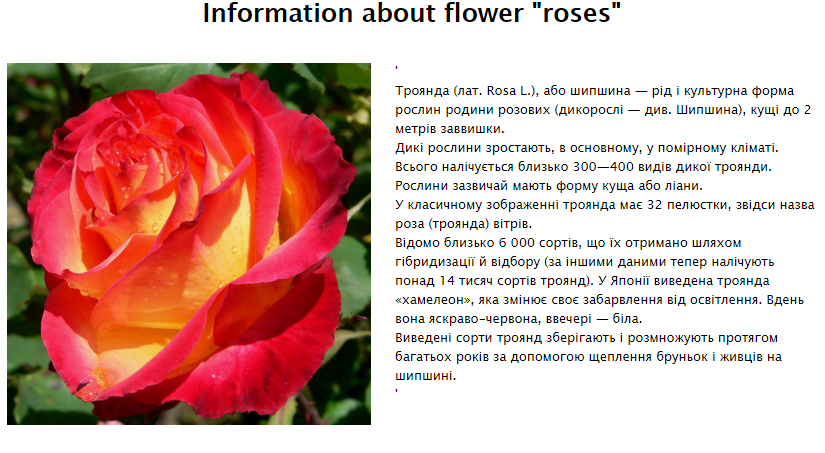 Information about flower "roses"
'
Троянда (лат. Rosa L.), або шипшина — рід і культурна форма
рослин родини розових (дикорослі — див. Шипшина), кущі до 2
метрів заввишки.
Дикі рослини зростають, в основному, у помірному кліматі.
Всього налічується близько 300—400 видів дикої троянди.
Рослини зазвичай мають форму куща або ліани.
У класичному зображенні троянда має 32 пелюстки, звідси назва
роза (троянда) вітрів.
Відомо близько 6 000 сортів, що їх отримано шляхом
гібридизації й відбору (за іншими даними тепер налічують
понад 14 тисяч сортів троянд). У Японії виведена троянда
«хамелеон», яка змінює своє забарвлення від освітлення. Вдень
вона яскраво-червона, ввечері — біла.
Виведені сорти троянд зберігають і розмножують протягом
багатьох років за допомогою щеплення бруньок і живців на
шипшині.
'